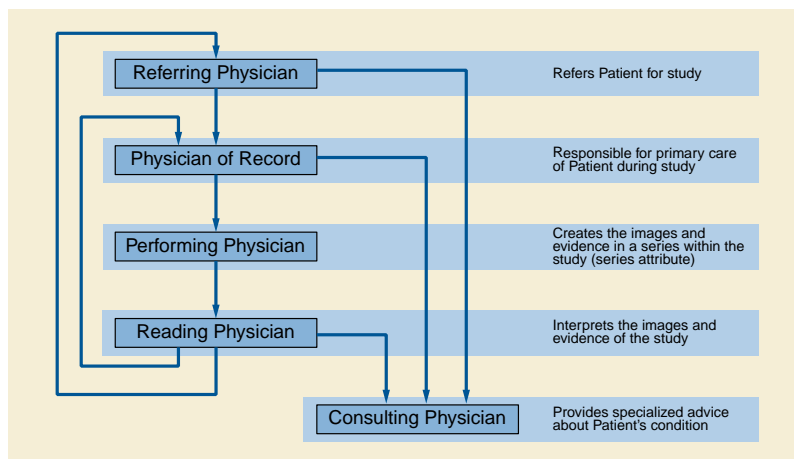 Referring Physician
Refers Patient for study
Physician of Record
Responsible for primary care
of Patient during study
Performing Physician
Creates the images and
evidence in a series within the
study (series attribute)
Reading Physician
Interprets the images and
evidence of the study
Consulting Physician
Provides specialized advice
about Patient's condition